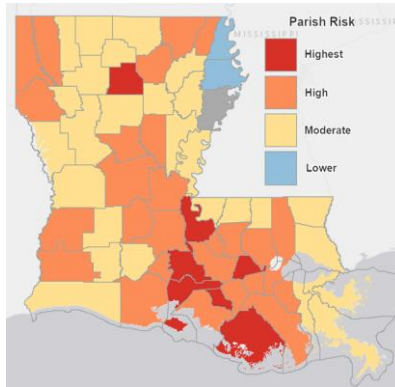 Parish Risk
MISSISSIPPI
Highest
High
Moderate
Lower